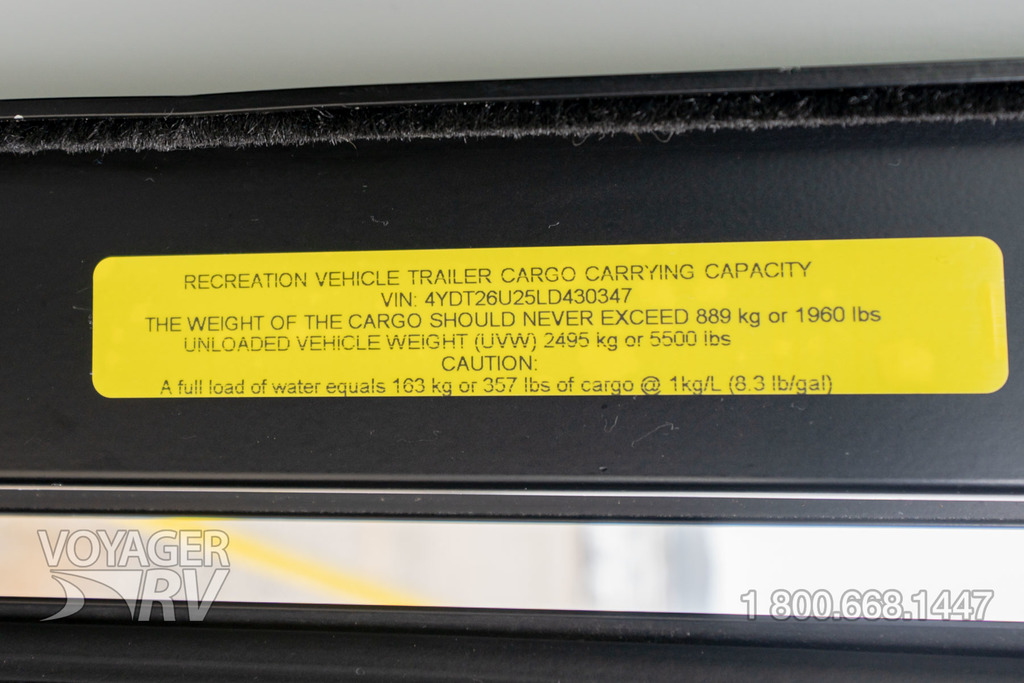 RECREATION VEHICLE TRAILER CARGO CARRYING CAPACITY
VIN: 4YDT26U25LD430347
THE WEIGHT OF THE CARGO SHOULD NEVER EXCEED 889 kg or 1960 lbs
UNLOADED VEHICLE WEIGHT (UVW) 2495 kg or 5500 lbs
CAUTION:
A full load of water equals 163 kg or 357 lbs of cargo @ 1kg/L (8.3 lb/gal)
VOYAGER
RV
1 800.668.1447